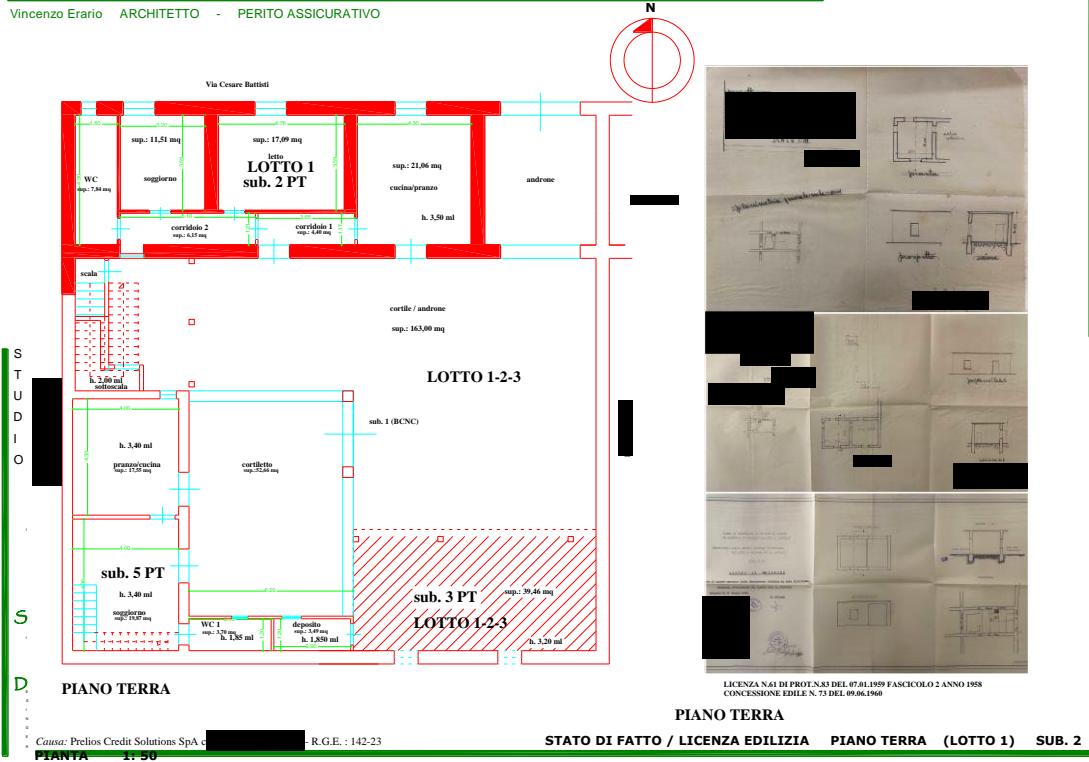 Vincenzo Erario ARCHITETTO - PERITO ASSICURATIVO
N
Via Cesare Battisti
sup.: 11,51 mq
sup.: 17,09 mq
letto
LOTTO 1
sub. 2 PT
sup.: 21,06 mq
WC
sup.: 7,84 mq
soggiorno
cucina/pranzo
androne
h. 3,50 ml
corridoio 2
sup.: 6,15 mq
corridoio 1
sup.: 4,40 mq
scala
cortile / androne
sup.: 163,00 mq
LOTTO 1-2-3
h. 2,00 ml
sottoscala
sub. 1 (BCNC)
h. 3,40 ml
pranzo/cucina
sup.: 17,55 mq
cortiletto
sup.:52,66 mq
sub. 5 PT
h. 3,40 ml
soggiorno
sup.: 19,87 mq
sub. 3 PT
sup.: 39,46 mq
LOTTO 1-2-3
WC 1
sup.: 3,70 mq
h. 1,85 ml
deposito
sup.: 3,49 mq
h. 1,850 ml
h. 3,20 ml
STUDIO
S
D
PIANO TERRA
pianta
prospetto
sezione
LICENZA N.61 DI PROT.N.83 DEL 07.01.1959 FASCICOLO 2 ANNO 1958
CONCESSIONE EDILE N. 73 DEL 09.06.1960
PIANO TERRA
Causa: Prelios Credit Solutions SpA c
- R.G.E. : 142-23
STATO DI FATTO / LICENZA EDILIZIA PIANO TERRA (LOTTO 1) SUB. 2
PIANTA 1: 50